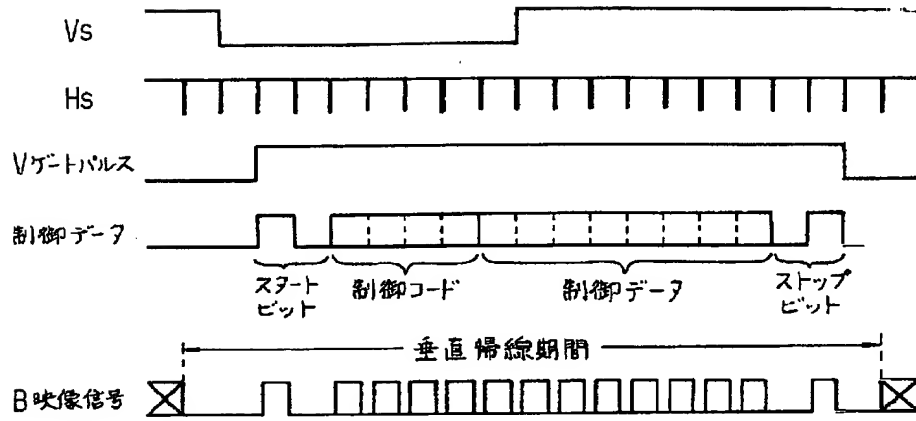 Vs
Hs
Vゲートパルス
制御データ
スタート
ビット
制御コード
制御データ
ストップ
ビット
垂直帰線期間
B映像信号